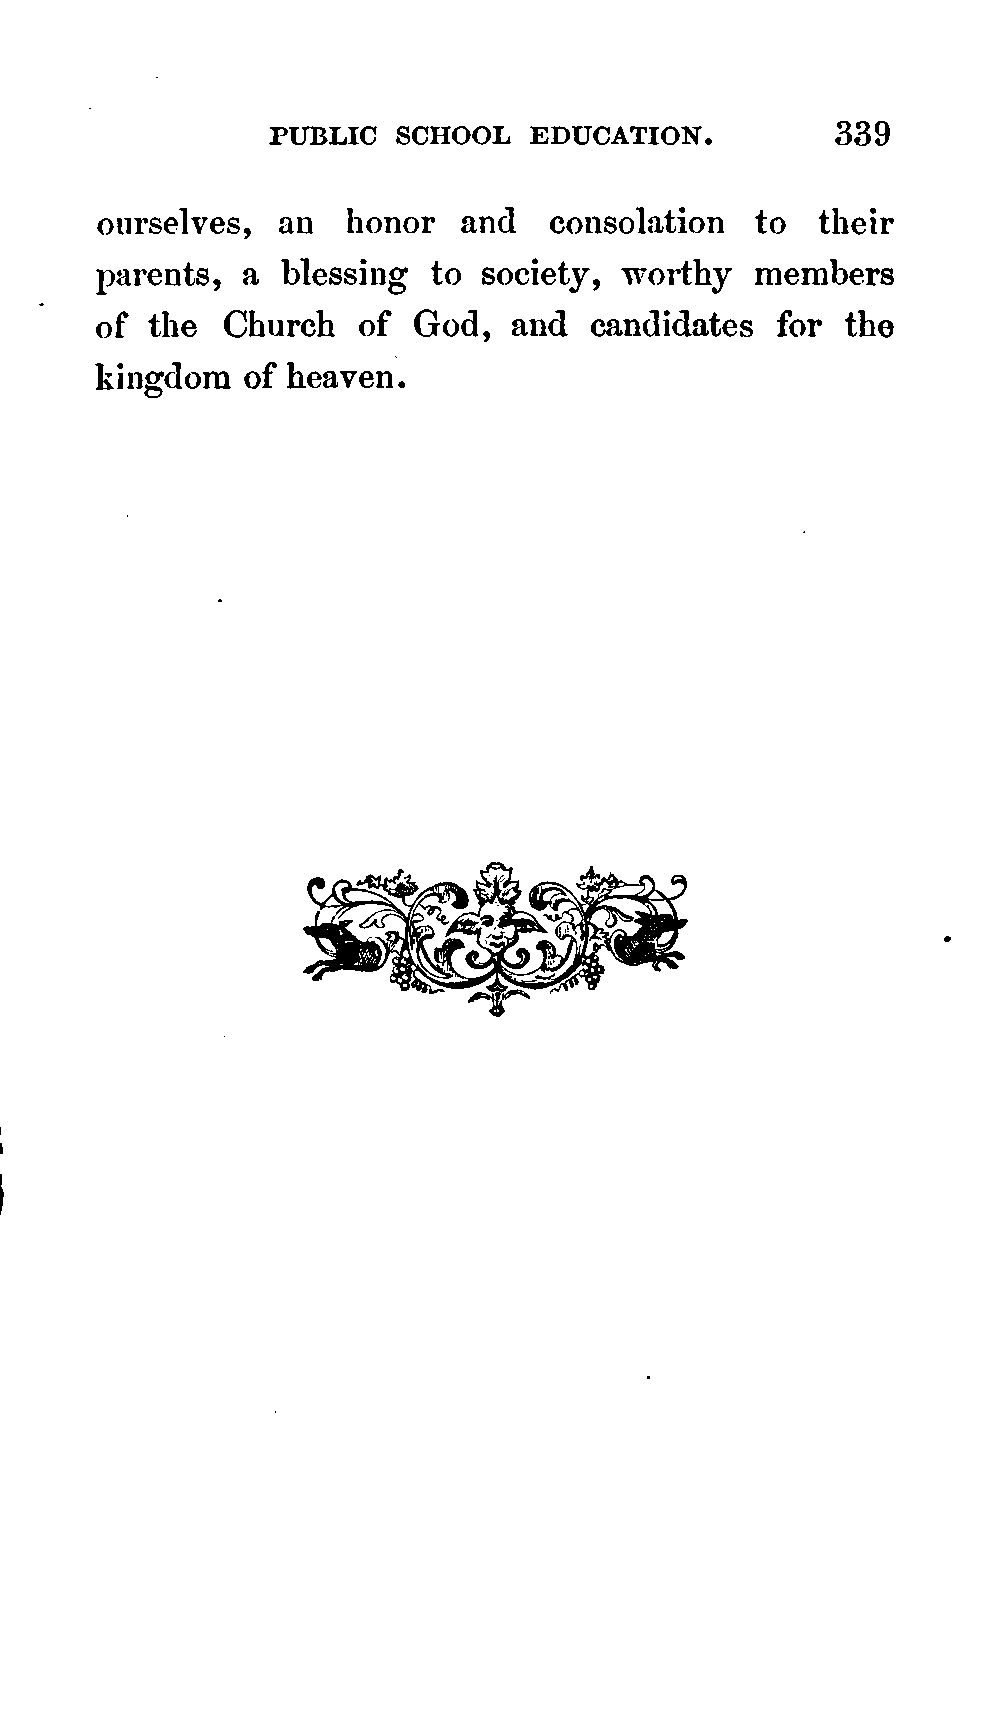 PUBLIC SCHOOL EDUCATION. 339
ourselves, an honor and consolation to their
parents, a blessing to society, worthy members
of the Church of God, and candidates for the
kingdom of heaven.